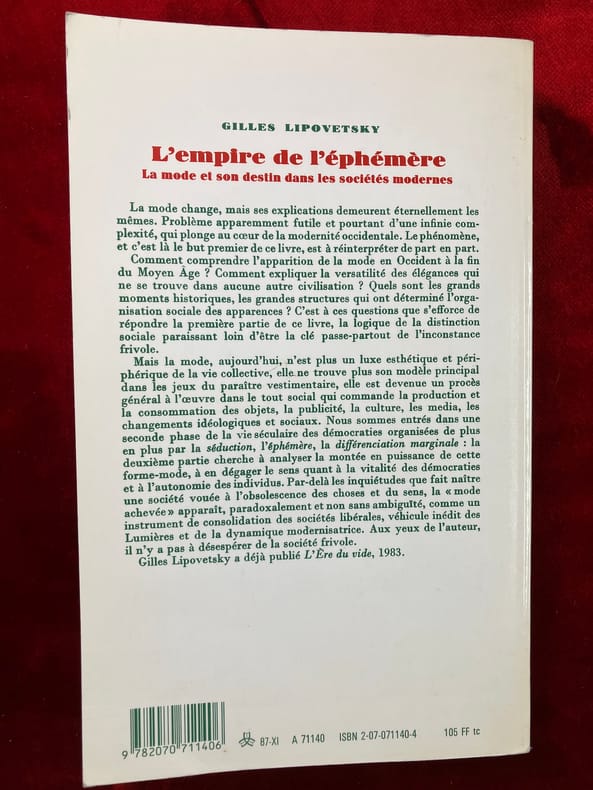 GILLES LIPOVETSKY
L'empire de l'éphémère
La mode et son destin dans les sociétés modernes
La mode change, mais ses explications demeurent éternellement les
mêmes. Problème apparemment futile et pourtant d'une infinie com-
plexité, qui plonge au cœur de la modernité occidentale. Le phénomène,
et c'est là le but premier de ce livre, est à réinterpréter de part en part.
Comment comprendre l'apparition de la mode en Occident à la fin
du Moyen Âge ? Comment expliquer la versatilité des élégances qui
ne se trouve dans aucune autre civilisation ? Quels sont les grands
moments historiques, les grandes structures qui ont déterminé l'orga-
nisation sociale des apparences ? C'est à ces questions que s'efforce de
répondre la première partie de ce livre, la logique de la distinction
sociale paraissant loin d'être la clé passe-partout de l'inconstance
frivole.
Mais la mode, aujourd'hui, n'est plus un luxe esthétique et péri-
phérique de la vie collective, elle ne trouve plus son modèle principal
dans les jeux du paraître vestimentaire, elle est devenue un procès
général à l'œuvre dans le tout social qui commande la production et
la consommation des objets, la publicité, la culture, les media, les
changements idéologiques et sociaux. Nous sommes entrés dans une
seconde phase de la vie séculaire des démocraties organisées de plus
en plus par la séduction, l'éphémère, la différenciation marginale : la
deuxième partie cherche à analyser la montée en puissance de cette
forme-mode, à en dégager le sens quant à la vitalité des démocraties
et à l'autonomie des individus. Par-delà les inquiétudes que fait naître
une société vouée à l'obsolescence des choses et du sens, la « mode
achevée » apparaît, paradoxalement et non sans ambiguïté, comme un
instrument de consolidation des sociétés libérales, véhicule inédit des
Lumières et de la dynamique modernisatrice. Aux yeux de l'auteur,
il n'y a pas à désespérer de la société frivole.
Gilles Lipovetsky a déjà publié L'Ère du vide, 1983.
9 782070 711406
87-XI A 71140 ISBN 2-07-071140-4 105 FF tc